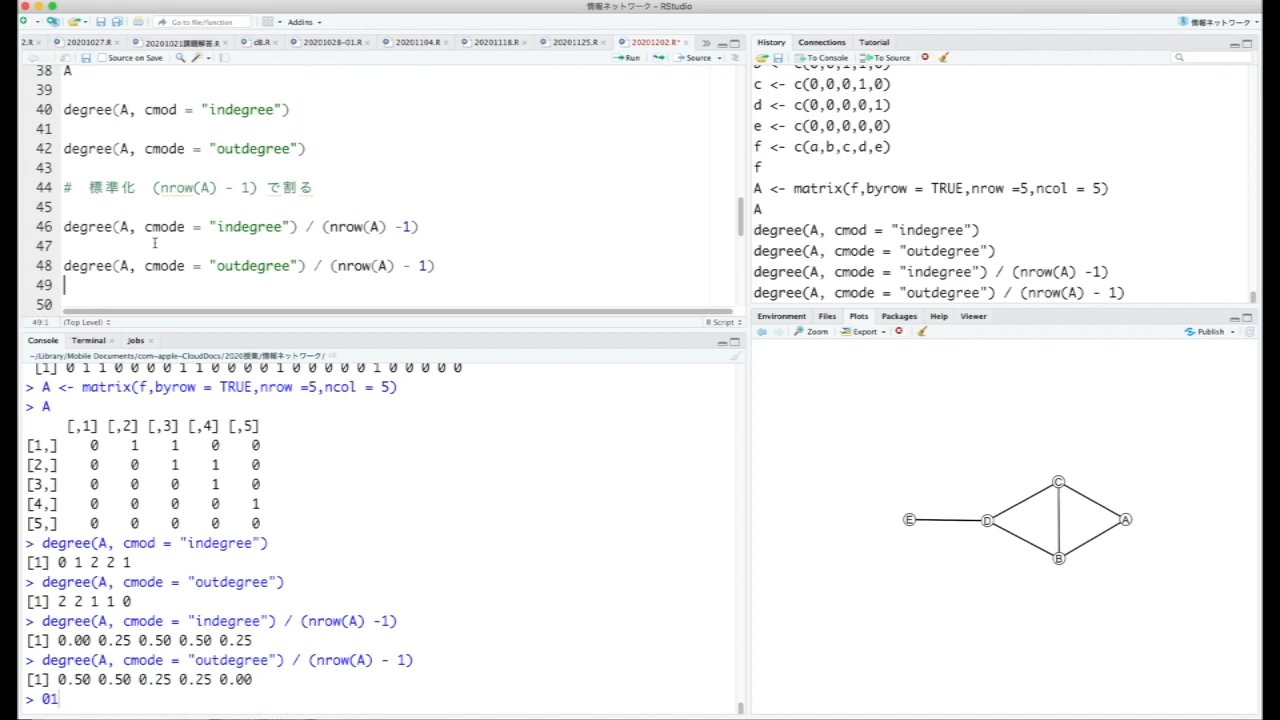 情報ネットワーク - RStudio
Go to file/function
Addins
情報ネットワーク
2.R
20201027.R
20201021課題解答.R
dB.R
20201028-01.R
20201104.R
20201118.R
20201125.R
20201202.R*
Source on Save
Run
Source
38 A
39
40 degree(A, cmod = "indegree")
41
42 degree(A, cmode = "outdegree")
43
44 # 標準化 (nrow(A) - 1) で割る
45
46 degree(A, cmode = "indegree") / (nrow(A) -1)
47
48 degree(A, cmode = "outdegree") / (nrow(A) - 1)
49
50
49:1 (Top Level)
R Script
Console Terminal Jobs
~/Library/Mobile Documents/com~apple~CloudDocs/2020授業/情報ネットワーク/
[1] 0 1 1 0 0 0 0 1 1 0 0 0 0 1 0 0 0 0 0 1 0 0 0 0 0
> A <- matrix(f,byrow = TRUE,nrow =5,ncol = 5)
> A
[,1] [,2] [,3] [,4] [,5]
[1,] 0 1 1 0 0
[2,] 0 0 1 1 0
[3,] 0 0 0 1 0
[4,] 0 0 0 0 1
[5,] 0 0 0 0 0
> degree(A, cmod = "indegree")
[1] 0 1 2 2 1
> degree(A, cmode = "outdegree")
[1] 2 2 1 1 0
> degree(A, cmode = "indegree") / (nrow(A) -1)
[1] 0.00 0.25 0.50 0.50 0.25
> degree(A, cmode = "outdegree") / (nrow(A) - 1)
[1] 0.50 0.50 0.25 0.25 0.00
> 01
History Connections Tutorial
To Console
To Source
c <- c(0,0,0,1,0)
d <- c(0,0,0,0,1)
e <- c(0,0,0,0,0)
f <- c(a,b,c,d,e)
f
A <- matrix(f,byrow = TRUE,nrow =5,ncol = 5)
A
degree(A, cmod = "indegree")
degree(A, cmode = "outdegree")
degree(A, cmode = "indegree") / (nrow(A) -1)
degree(A, cmode = "outdegree") / (nrow(A) - 1)
Environment Files Plots Packages Help Viewer
Zoom
Export
Publish
C
E
D
A
B